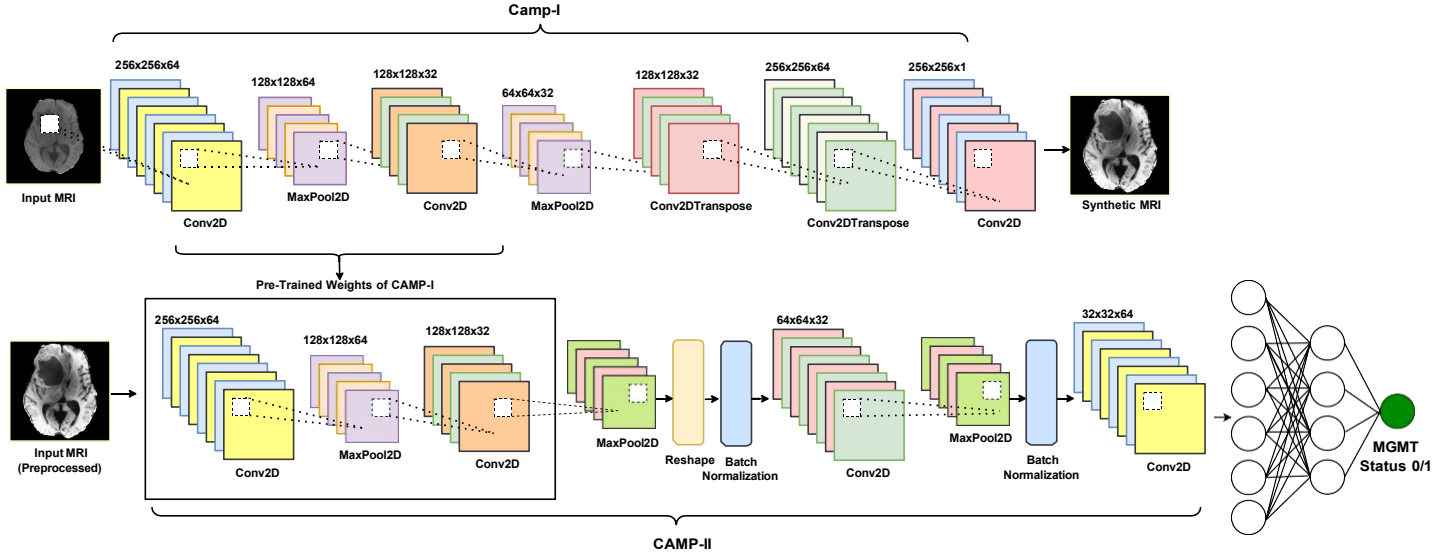 Camp-I
256x256x64
128x128x64
128x128x32
64x64x32
128x128x32
256x256x64
256x256x1
Input MRI
Conv2D
MaxPool2D
Conv2D
MaxPool2D
Conv2DTranspose
Conv2DTranspose
Conv2D
Synthetic MRI
Pre-Trained Weights of CAMP-I
256x256x64
128x128x64
128x128x32
64x64x32
32x32x64
Input MRI
(Preprocessed)
Conv2D
MaxPool2D
Conv2D
MaxPool2D
Reshape
Batch
Normalization
Conv2D
MaxPool2D
Batch
Normalization
Conv2D
MGMT
Status 0/1
CAMP-II